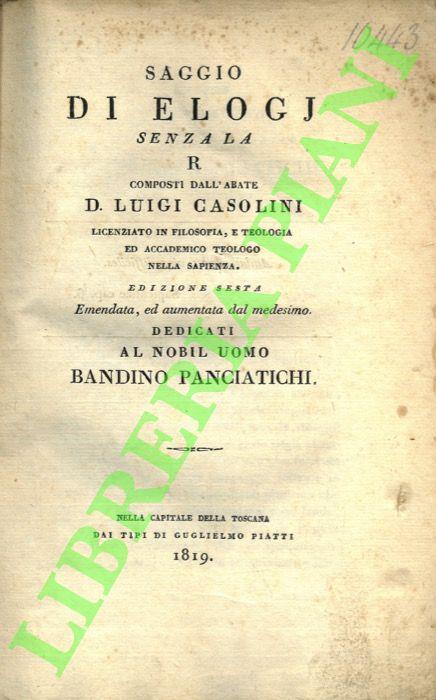 10443
SAGGIO
DI ELOGJ
SENZA LA
R
COMPOSTI DALL'ABATE
D. LUIGI CASOLINI
LICENZIATO IN FILOSOFIA, E TEOLOGIA
ED ACCADEMICO TEOLOGO
NELLA SAPIENZA.
EDIZIONE SESTA
Emendata, ed aumentata dal medesimo.
DEDICATI
AL NOBIL UOMO
BANDINO PANCIATICHI.
NELLA CAPITALE DELLA TOSCANA
DAI TIPI DI GUGLIELMO PIATTI
1819.
LIBRERIA PIANI